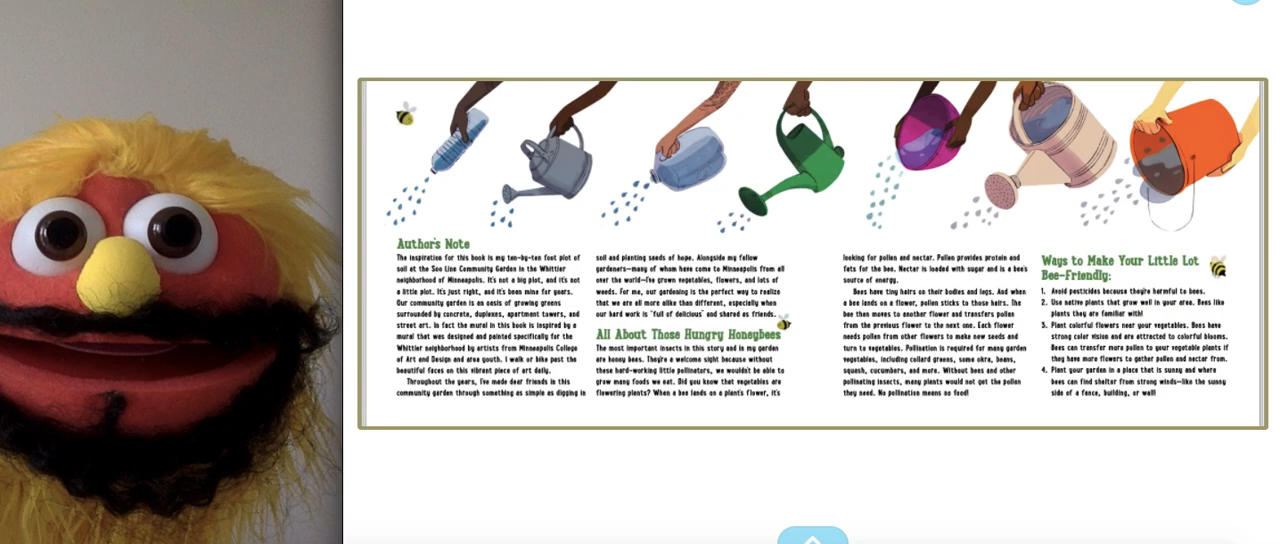 Author's Note
The inspiration for this book is my ten-by-ten foot plot of
soil at the Soo Line Community Garden in the Whittier
neighborhood of Minneapolis. It's not a big plot, and it's not
a little plot. It's just right, and it's been mine for years.
Our community garden is an oasis of growing greens
surrounded by concrete, duplexes, apartment towers, and
street art. In fact the mural in this book is inspired by a
mural that was designed and painted specifically for the
Whittier neighborhood by artists from Minneapolis College
of Art and Design and area youth. I walk or bike past the
beautiful faces on this vibrant piece of art daily.
Throughout the years, I've made dear friends in this
community garden through something as simple as digging in
soil and planting seeds of hope. Alongside my fellow
gardeners—many of whom have come to Minneapolis from all
over the world—I've grown vegetables, flowers, and lots of
weeds. For me, our gardening is the perfect way to realize
that we are all more alike than different, especially when
our hard work is "full of delicious" and shared as friends.
All About Those Hungry Honeybees
The most important insects in this story and in my garden
are honey bees. They're a welcome sight because without
these hard-working little pollinators, we wouldn't be able to
grow many foods we eat. Did you know that vegetables are
flowering plants? When a bee lands on a plant's flower, it's
looking for pollen and nectar. Pollen provides protein and
fats for the bee. Nectar is loaded with sugar and is a bee's
source of energy.
Bees have tiny hairs on their bodies and legs. And when
a bee lands on a flower, pollen sticks to those hairs. The
bee then moves to another flower and transfers pollen
from the previous flower to the next one. Each flower
needs pollen from other flowers to make new seeds and
turn to vegetables. Pollination is required for many garden
vegetables, including collard greens, some okra, beans,
squash, cucumbers, and more. Without bees and other
pollinating insects, many plants would not get the pollen
they need. No pollination means no food!
Ways to Make Your Little Lot
Bee-Friendly:
1. Avoid pesticides because they're harmful to bees.
2. Use native plants that grow well in your area. Bees like
plants they are familiar with!
3. Plant colorful flowers near your vegetables. Bees have
strong color vision and are attracted to colorful blooms.
Bees can transfer more pollen to your vegetable plants if
they have more flowers to gather pollen and nectar from.
4. Plant your garden in a place that is sunny and where
bees can find shelter from strong winds—like the sunny
side of a fence, building, or wall!